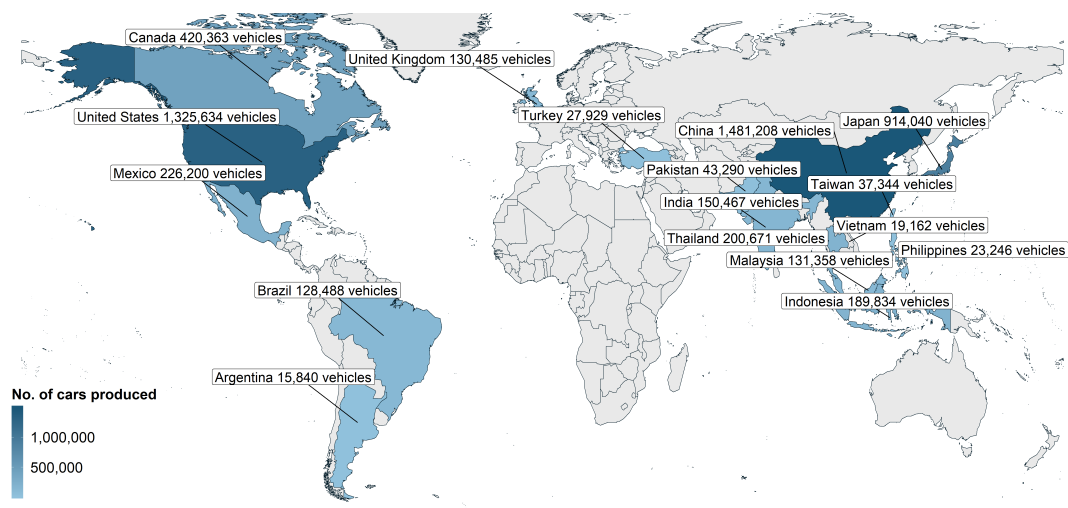 Canada 420,363 vehicles
United Kingdom 130,485 vehicles
United States 1,325,634 vehicles
Turkey 27,929 vehicles
China 1,481,208 vehicles
Japan 914,040 vehicles
Mexico 226,200 vehicles
Pakistan 43,290 vehicles
Taiwan 37,344 vehicles
India 150,467 vehicles
Vietnam 19,162 vehicles
Thailand 200,671 vehicles
Philippines 23,246 vehicles
Malaysia 131,358 vehicles
Brazil 128,488 vehicles
Indonesia 189,834 vehicles
Argentina 15,840 vehicles
No. of cars produced
1,000,000
500,000